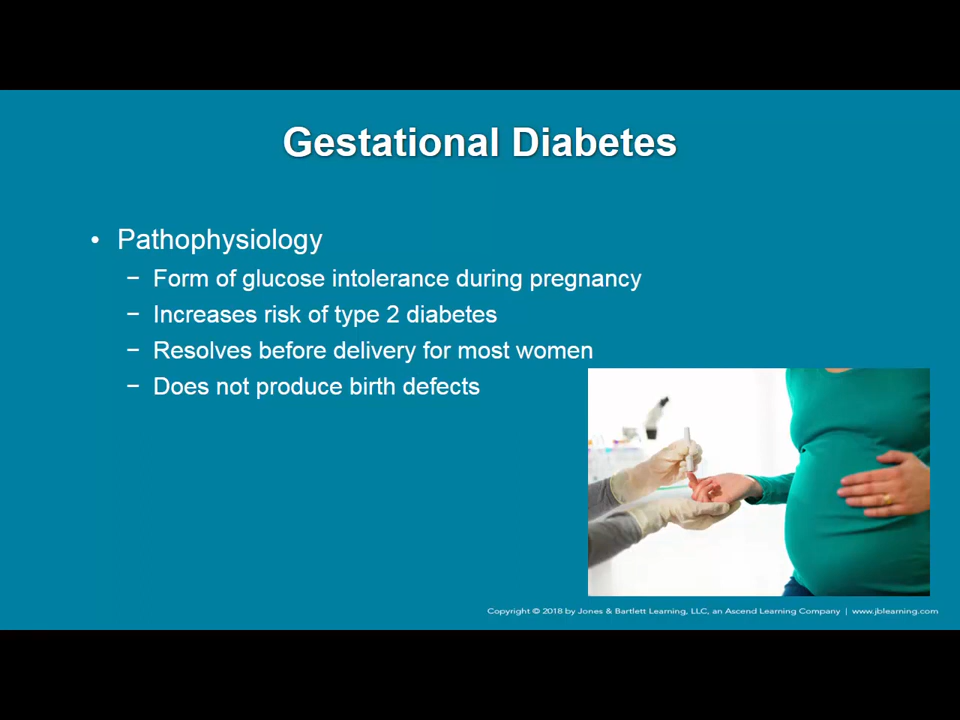 Gestational Diabetes
• Pathophysiology
− Form of glucose intolerance during pregnancy
− Increases risk of type 2 diabetes
− Resolves before delivery for most women
− Does not produce birth defects
Copyright © 2018 by Jones & Bartlett Learning, LLC, an Ascend Learning Company | www.jblearning.com